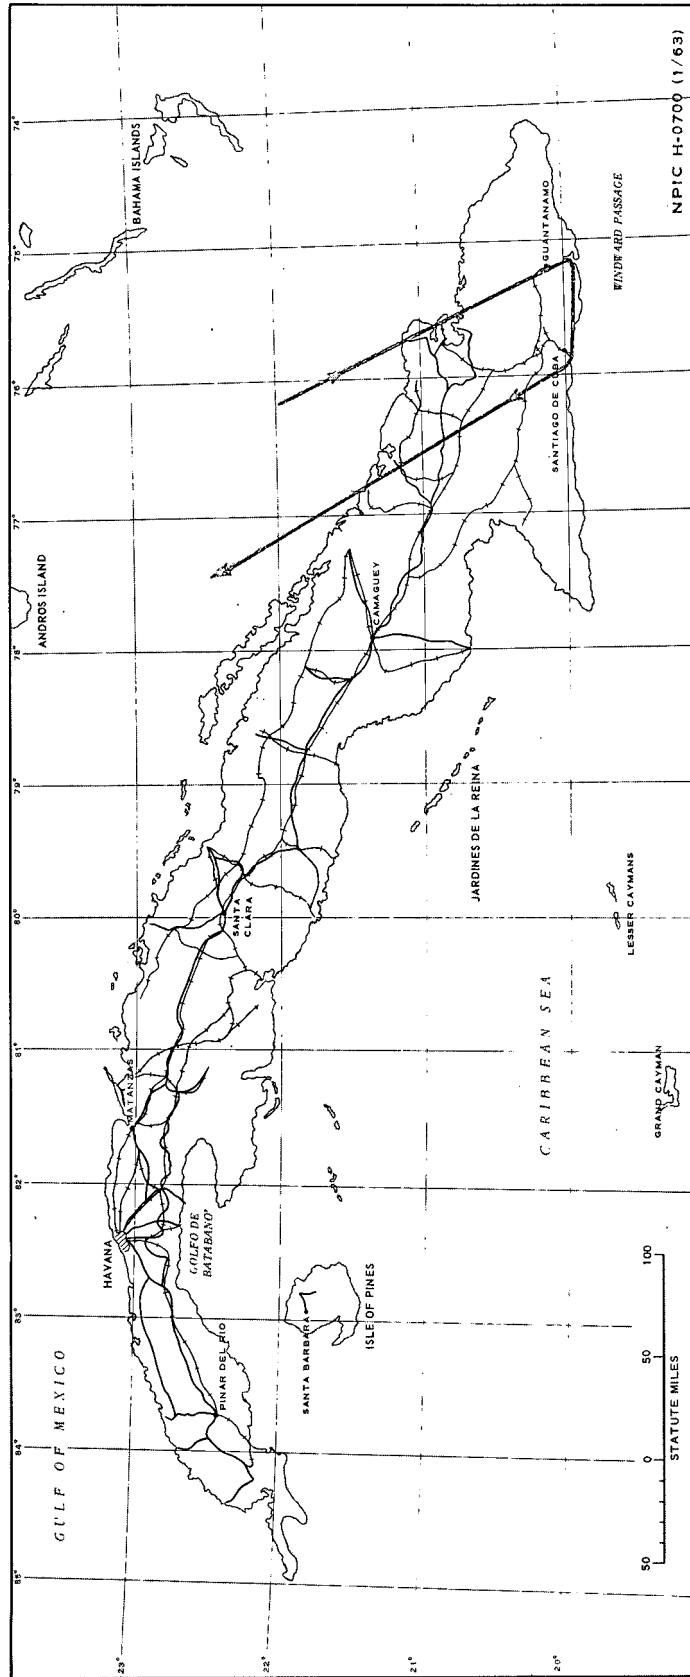 GULF OF MEXICO
ANDROS ISLAND
BAHAMA ISLANDS
85°
84°
83°
82°
81°
80°
79°
78°
77°
76°
75°
74°
23°
22°
21°
20°
HAVANA
MATANZAS
PINAR DEL RIO
GOLFO DE
BATABANO'
SANTA BARBARA
ISLE OF PINES
SANTA
CLARA
CAMAGUEY
JARDINES DE LA REINA
SANTIAGO DE CUBA
GUANTANAMO
WINDWARD PASSAGE
CARIBBEAN SEA
LESSER CAYMANS
GRAND CAYMAN
50 0 50 100
STATUTE MILES
NPIC H-0700 (1/63)